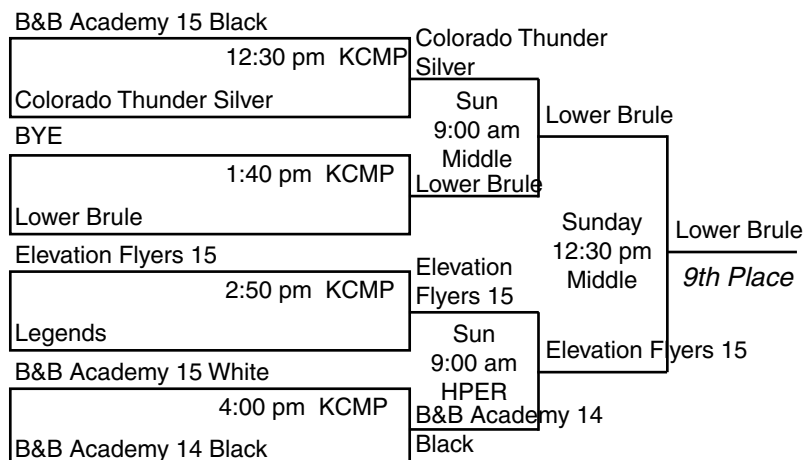 B&B Academy 15 Black
12:30 pm KCMP
Colorado Thunder Silver
BYE
1:40 pm KCMP
Lower Brule
Elevation Flyers 15
2:50 pm KCMP
Legends
B&B Academy 15 White
4:00 pm KCMP
B&B Academy 14 Black
Colorado Thunder
Silver
Sun
9:00 am
Middle
Lower Brule
Elevation
Flyers 15
Sun
9:00 am
HPER
B&B Academy 14
Black
Lower Brule
Sunday
12:30 pm
Middle
Elevation Flyers 15
Lower Brule
9th Place